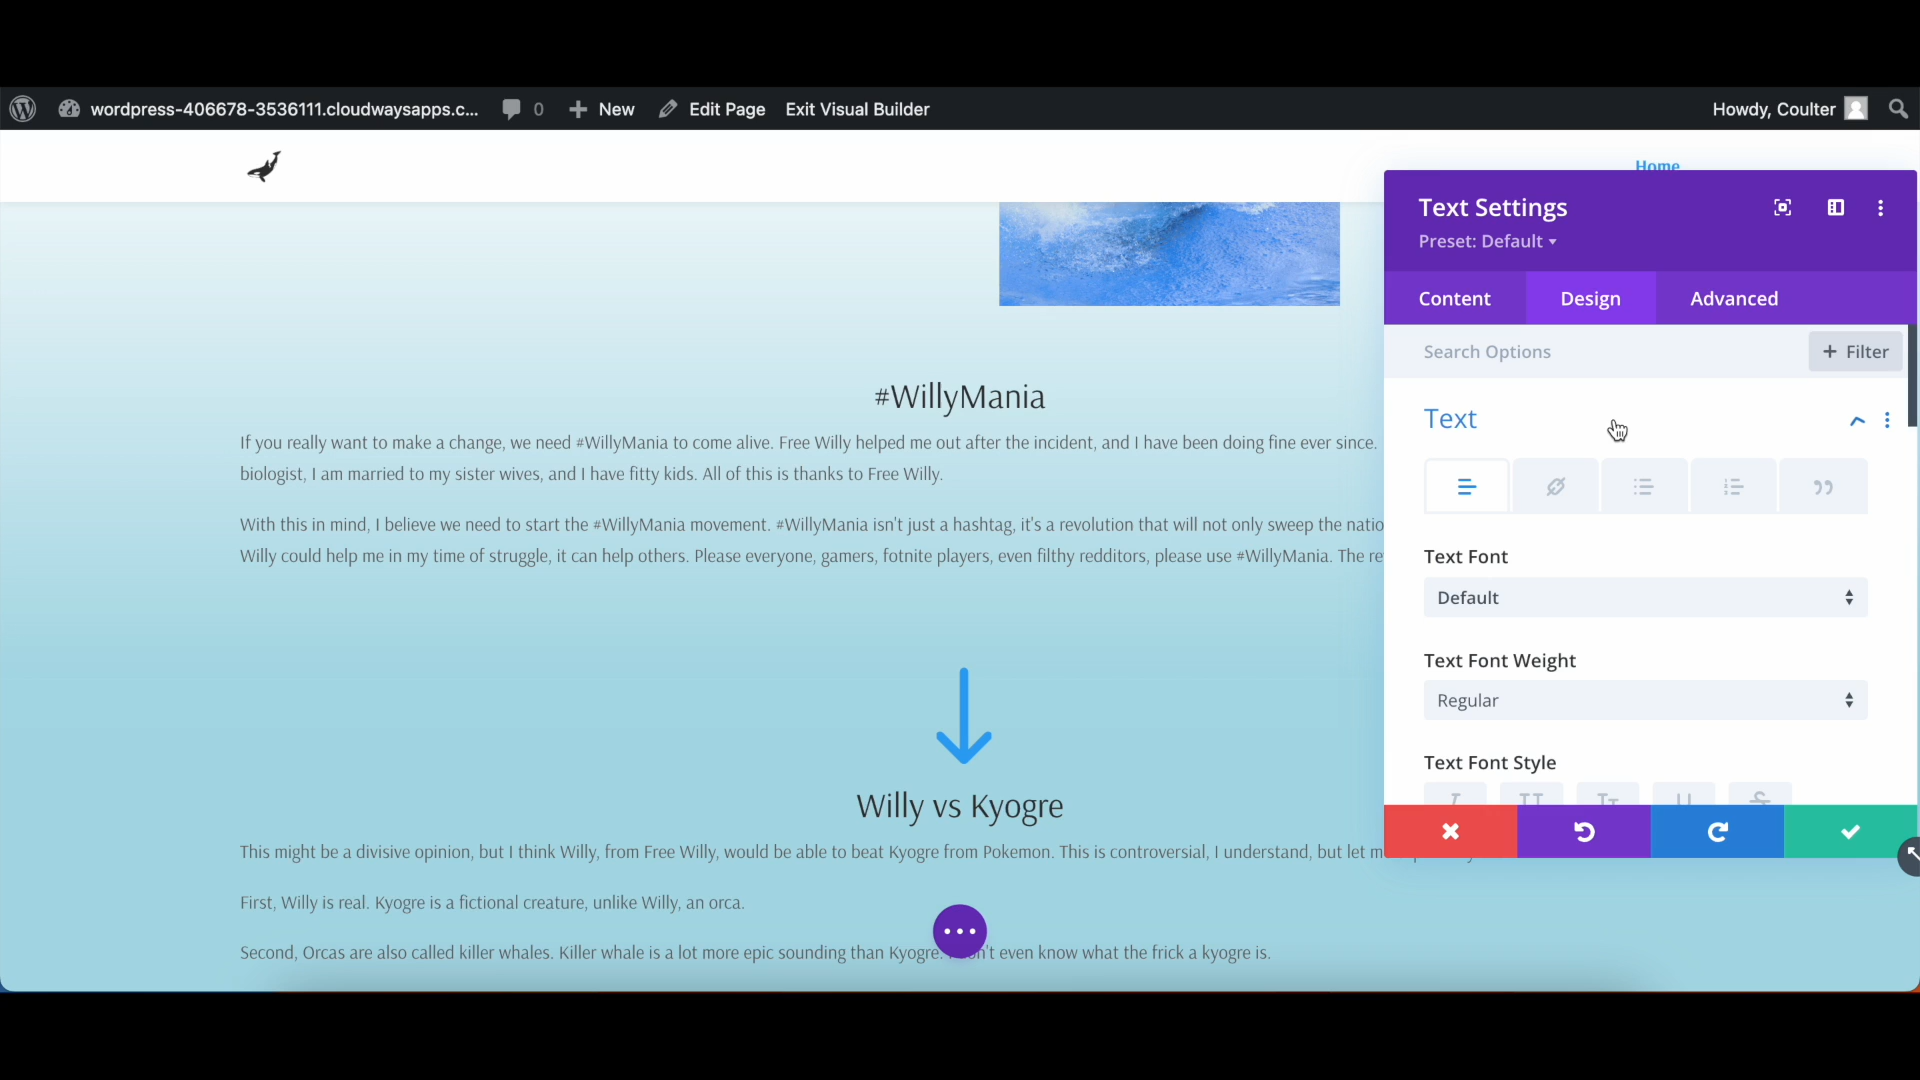 wordpress-406678-3536111.cloudwaysapps.c... 0 New Edit Page Exit Visual Builder Howdy, Coulter
Home
Text Settings
Preset: Default
Content Design Advanced
Search Options + Filter
Text
Text Font
Default
Text Font Weight
Regular
Text Font Style
#WillyMania
If you really want to make a change, we need #WillyMania to come alive. Free Willy helped me out after the incident, and I have been doing fine ever since.
biologist, I am married to my sister wives, and I have fitty kids. All of this is thanks to Free Willy.
With this in mind, I believe we need to start the #WillyMania movement. #WillyMania isn't just a hashtag, it's a revolution that will not only sweep the natio
Willy could help me in my time of struggle, it can help others. Please everyone, gamers, fotnite players, even filthy redditors, please use #WillyMania. The re
Willy vs Kyogre
This might be a divisive opinion, but I think Willy, from Free Willy, would be able to beat Kyogre from Pokemon. This is controversial, I understand, but let m
First, Willy is real. Kyogre is a fictional creature, unlike Willy, an orca.
Second, Orcas are also called killer whales. Killer whale is a lot more epic sounding than Kyogre. 't even know what the frick a kyogre is.